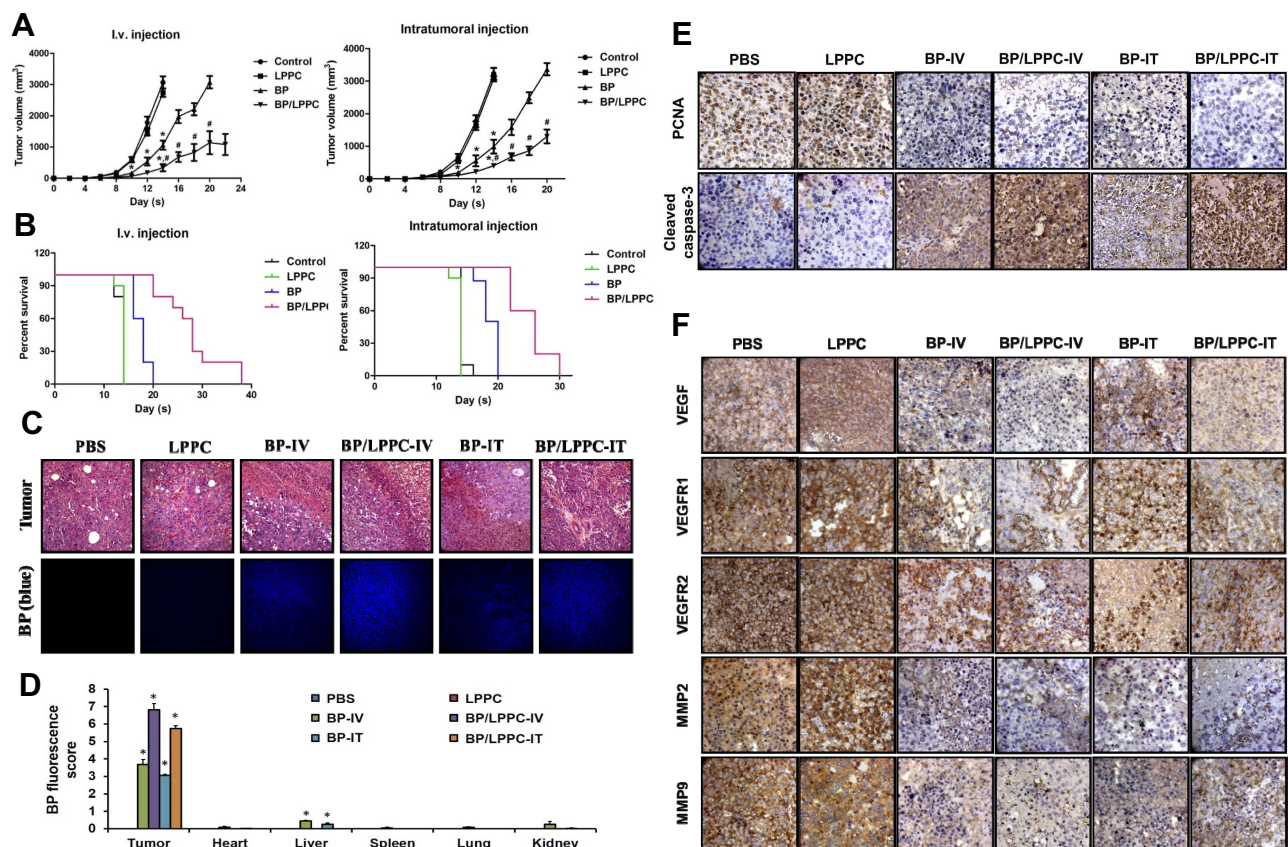 A
I.v. injection
Tumor volume (mm³)
4000
3000
2000
1000
0
0 4 8 12 16 20 24
Day (s)
Control
LPPC
BP
BP/LPPC
* * * *,# # # #
Intratumoral injection
Tumor volume (mm³)
4000
3000
2000
1000
0
0 4 8 12 16 20
Day (s)
Control
LPPC
BP
BP/LPPC
* * * *,# # # #
B
I.v. injection
Percent survival
120
90
60
30
0
0 10 20 30 40
Day (s)
Control
LPPC
BP
BP/LPP(
Intratumoral injection
Percent survival
120
90
60
30
0
0 10 20 30
Day (s)
Control
LPPC
BP
BP/LPPC
C
PBS LPPC BP-IV BP/LPPC-IV BP-IT BP/LPPC-IT
Tumor
BP (blue)
D
BP fluorescence
score
8
7
6
5
4
3
2
1
0
PBS LPPC
BP-IV BP/LPPC-IV
BP-IT BP/LPPC-IT
* * * * * *
Tumor Heart Liver Spleen Lung Kidney
E
PBS LPPC BP-IV BP/LPPC-IV BP-IT BP/LPPC-IT
PCNA
Cleaved
caspase-3
F
PBS LPPC BP-IV BP/LPPC-IV BP-IT BP/LPPC-IT
VEGF
VEGFR1
VEGFR2
*
MMP2
MMP9